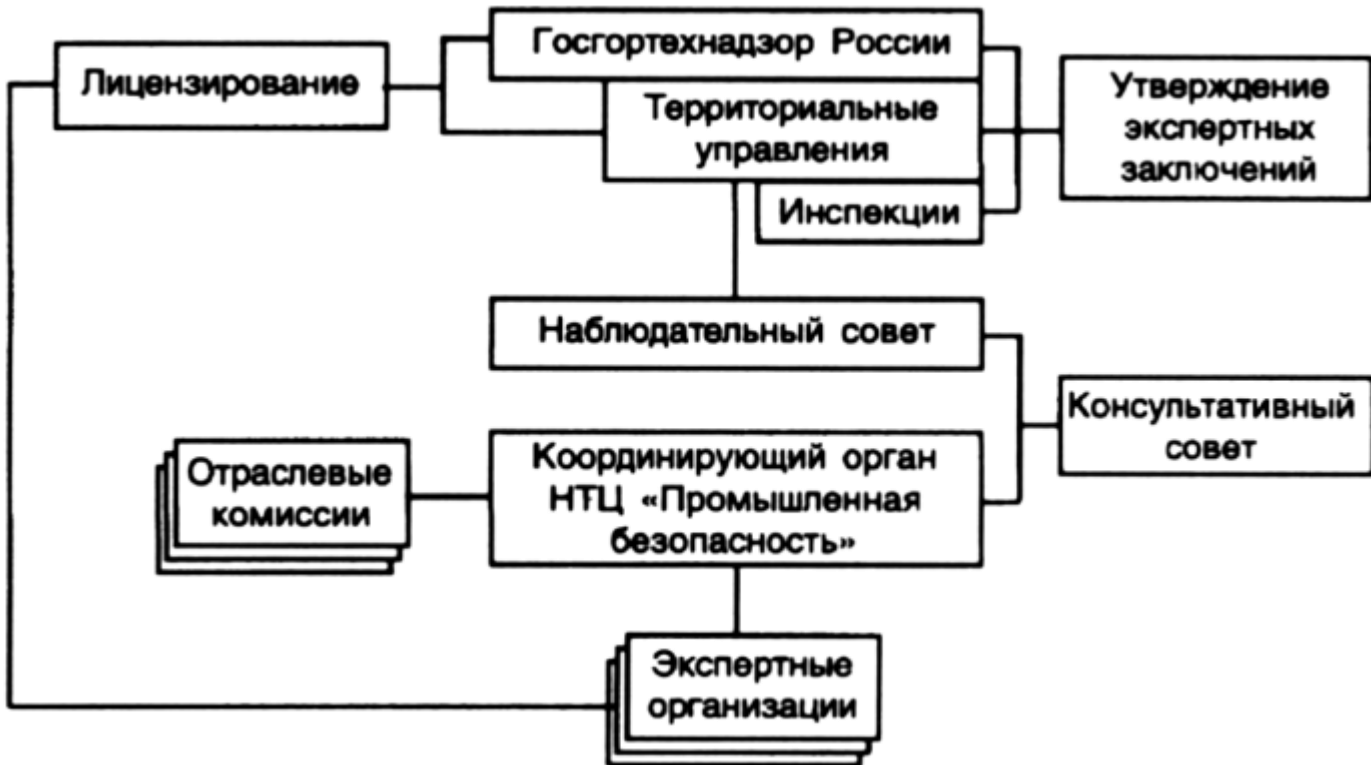 Госгортехнадзор России
Лицензирование
Территориальные
управления
Утверждение
экспертных
заключений
Инспекции
Наблюдательный совет
Консультативный
совет
Отраслевые
комиссии
Координирующий орган
НТЦ «Промышленная
безопасность»
Экспертные
организации